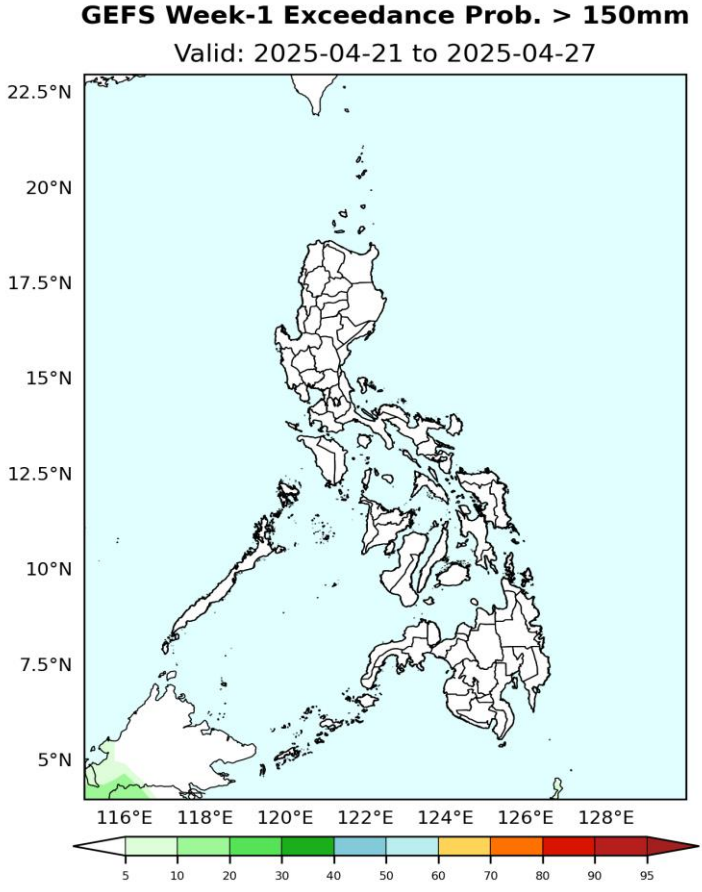 GEFS Week-1 Exceedance Prob. > 150mm
Valid: 2025-04-21 to 2025-04-27
22.5°N
20°N
17.5°N
15°N
12.5°N
10°N
7.5°N
5°N
116°E 118°E 120°E 122°E 124°E 126°E 128°E
5 10 20 30 40 50 60 70 80 90 95